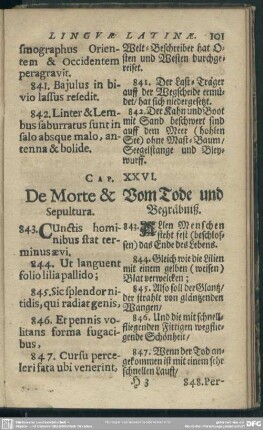 LINGVÆ LATINÆ. 101
smographus Orien-
tem & Occidentem
peragravit.
841. Bajulus in bi-
vio lassus resedit.
842. Linter & Lem-
bus saburratus sunt in
salo absque malo, an-
tenna & bolide.
Welt-Beschreiber hat O-
sten und Westen durchge-
reiset.
841. Der Last-Träger
auff der Wegscheide ermü-
det/ hat sich niedergesetzt.
842. Der Kahn und Boot
mit Sand beschwert sind
auff dem Meer (hohlen
See) ohne Mast-Baum/
Seegelstange und Bley-
wurff.
CAP. XXVI.
De Morte &
Sepultura.
843. CUnctis homi-
nibus stat ter-
minus ævi,
844. Ut languent
folio lilia pallido;
845. Sic splendor ni-
tidis, qui radiat genis,
846. Et pennis vo-
litans forma fugaci-
bus,
847. Cursu perce-
leri fata ubi venerint,
Vom Tode und
Begräbniß.
843. ALlen Menschen
stehet fest (beschlos-
sen) das Ende des Lebens.
844. Gleich wie die Lilien
mit einem gelben (weisen)
Blat verwelcken;
845. Also soll der Glantz/
der strahlt von gläntzenden
Wangen/
846. Und die mit schnell-
fliegenden Fittigen wegflie-
gende Schönheit/
847. Wenn der Tod an-
gekommen ist mit einem sehr
schnellen Lauff/
H 3 848. Per-